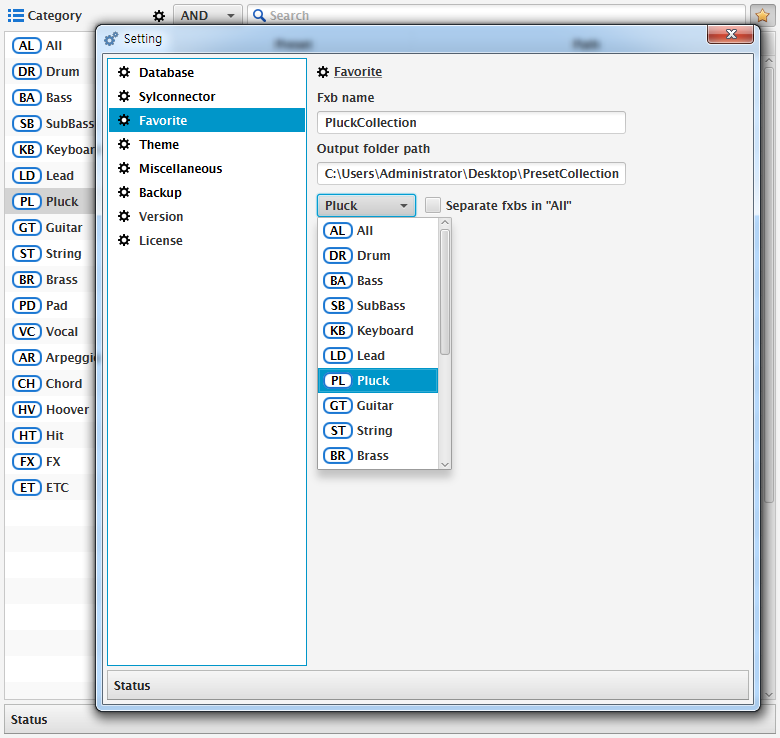 Category
AND
Search
Setting
Preset
Path
AL All
DR Drum
BA Bass
SB SubBass
KB Keyboar
LD Lead
PL Pluck
GT Guitar
ST String
BR Brass
PD Pad
VC Vocal
AR Arpeggi
CH Chord
HV Hoover
HT Hit
FX FX
ET ETC
Status
Database
Sylconnector
Favorite
Theme
Miscellaneous
Backup
Version
License
Favorite
Fxb name
PluckCollection
Output folder path
C:\Users\Administrator\Desktop\PresetCollection
Pluck
Separate fxbs in "All"
AL All
DR Drum
BA Bass
SB SubBass
KB Keyboard
LD Lead
PL Pluck
GT Guitar
ST String
BR Brass
Status